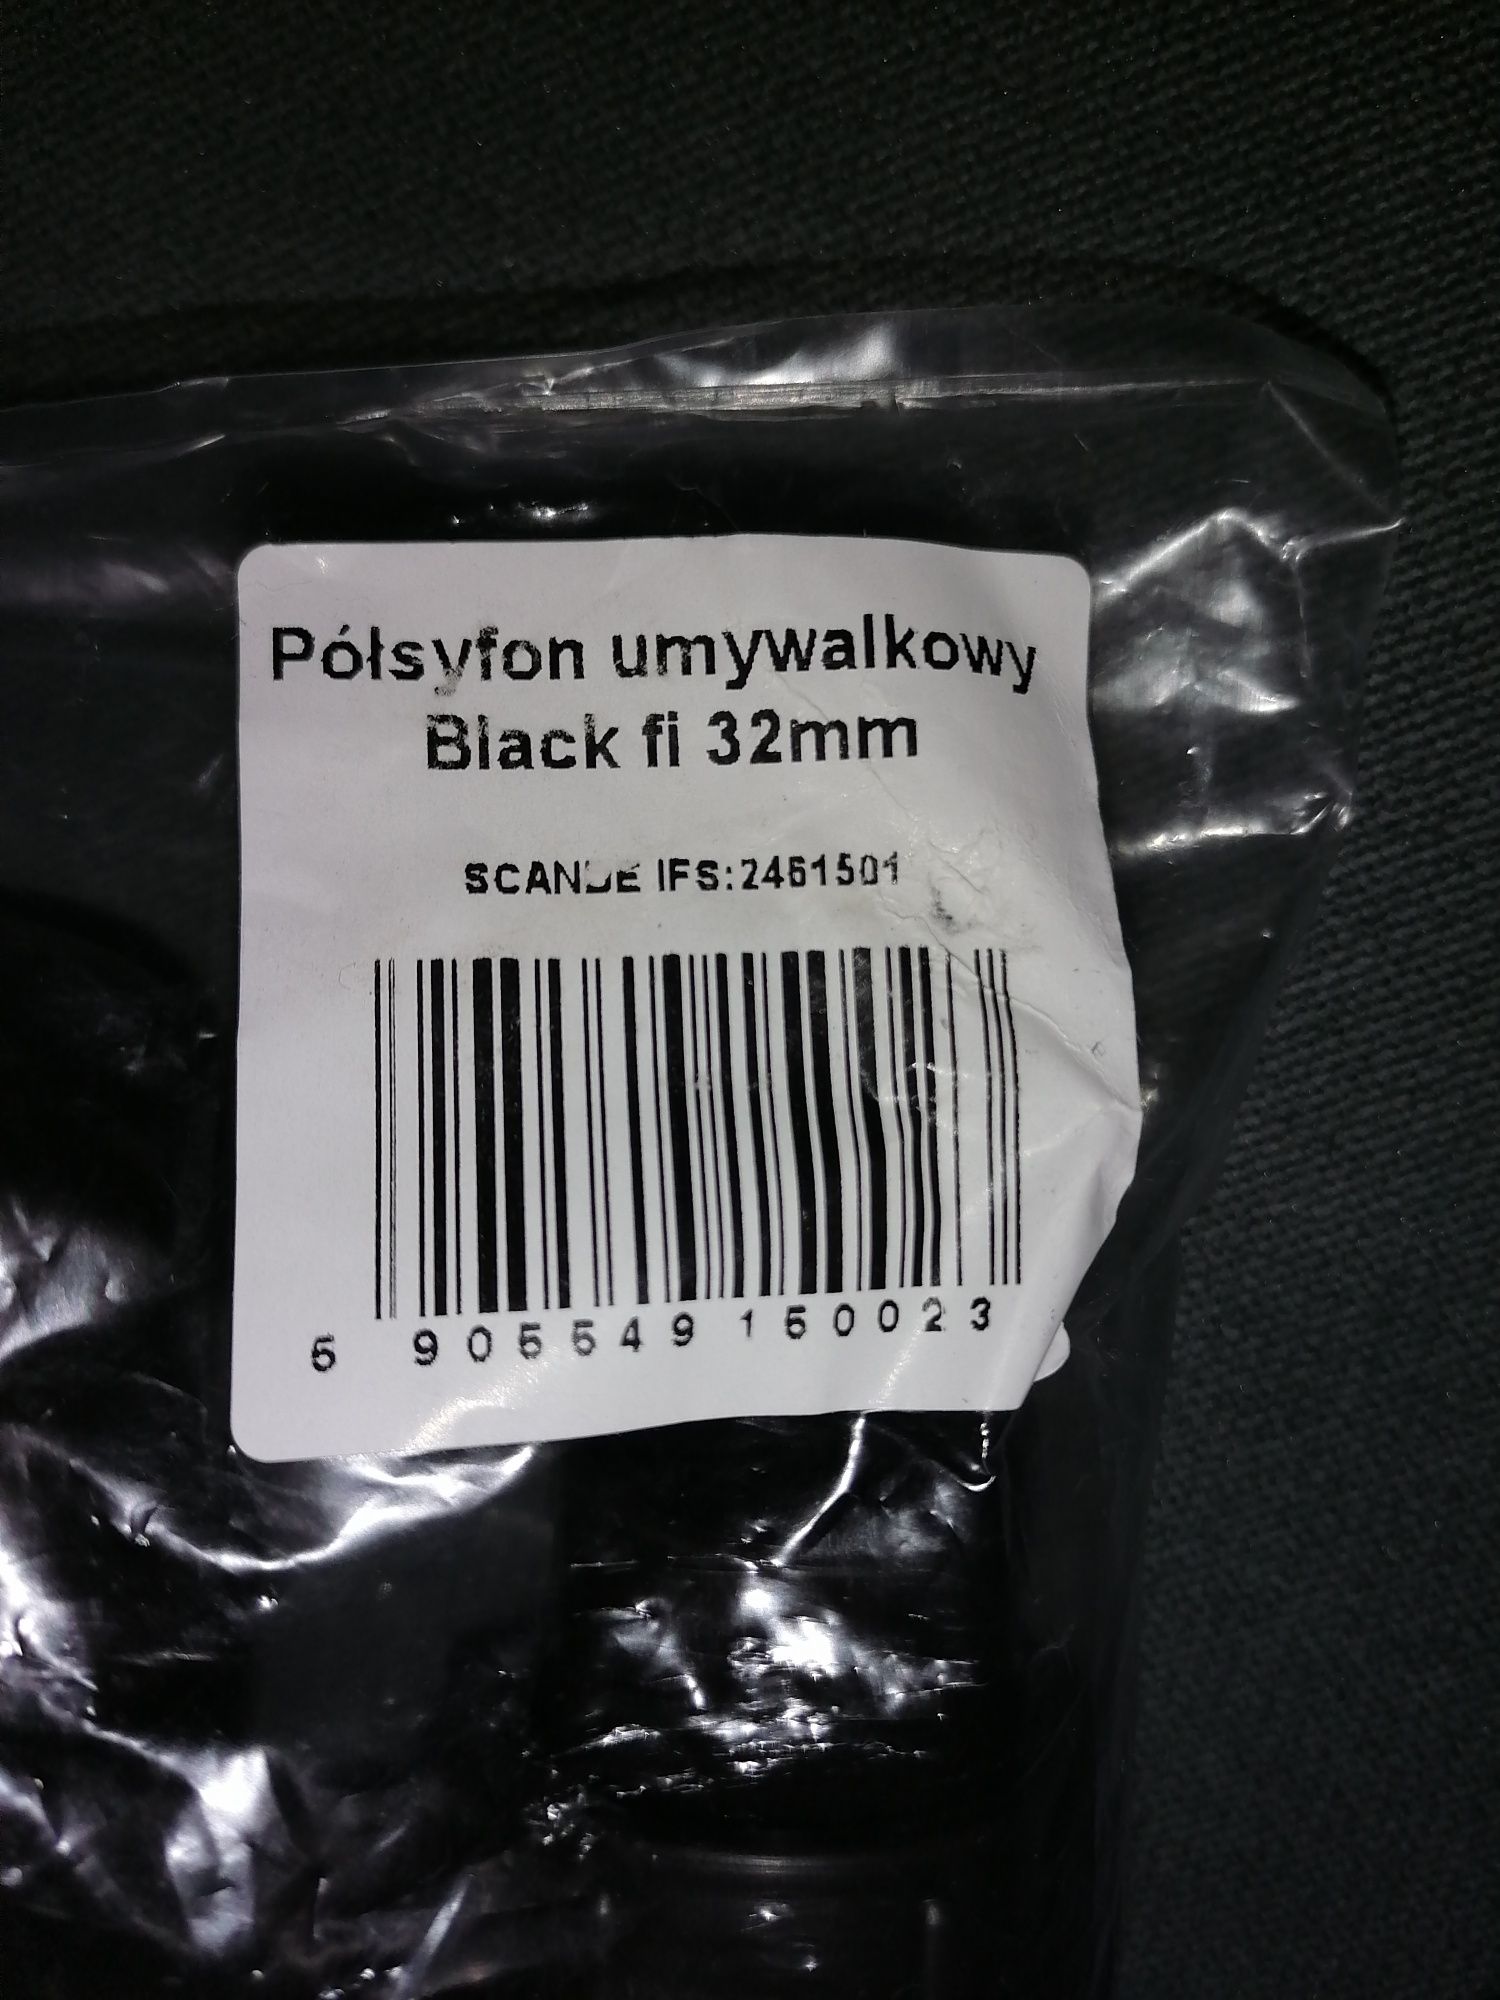 Półsyfon umywalkowy
Black fi 32mm
SCANDE IFS:2461501
5 905549 150023